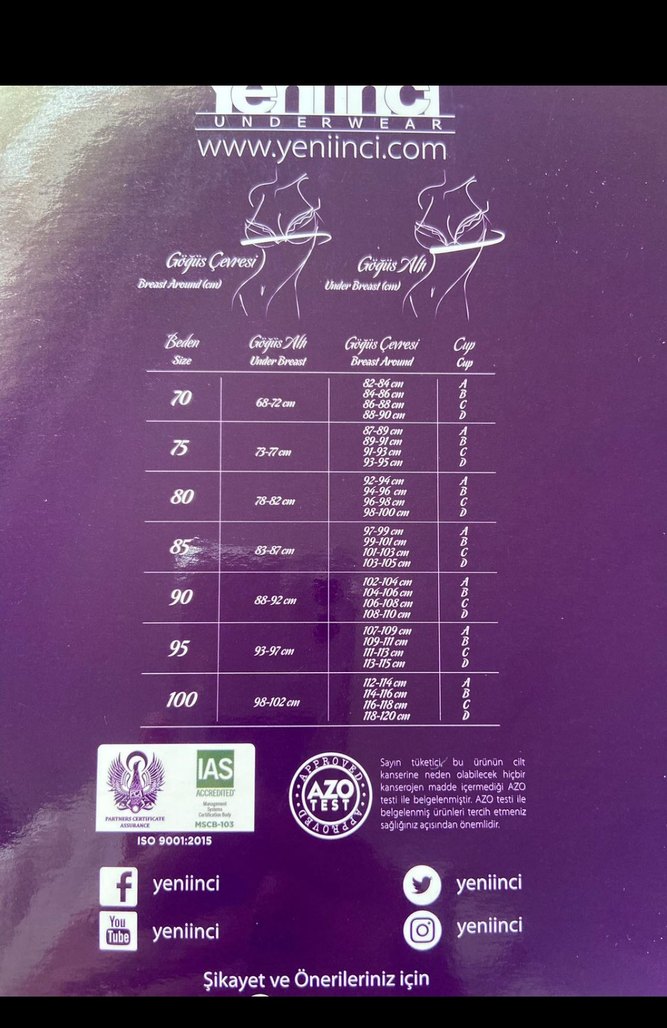 Yeniinci
UNDERWEAR
www.yeniinci.com
Göğüs Çevresi
Breast Around (cm)
Göğüs Altı
Under Breast (cm)
Beden Göğüs Altı Göğüs Çevresi Cup
Size Under Breast Breast Around Cup
82-84 cm A
84-86 cm B
70 68-72 cm
86-88 cm C
88-90 cm D
87-89 cm A
89-91 cm B
75 73-77 cm
91-93 cm C
93-95 cm D
92-94 cm A
94-96 cm B
80 78-82 cm
96-98 cm C
98-100 cm D
97-99 cm A
99-101 cm B
85 83-87 cm
101-103 cm C
103-105 cm D
102-104 cm A
104-106 cm B
90 88-92 cm
106-108 cm C
108-110 cm D
107-109 cm A
109-111 cm B
95 93-97 cm
111-113 cm C
113-115 cm D
112-114 cm A
114-116 cm B
100 98-102 cm
116-118 cm C
118-120 cm D
PARTNERS CERTIFICATE
ASSURANCE
IAS
ACCREDITED
Management
Systems
Certification Body
MSCB-103
ISO 9001:2015
APPROVED
AZO
TEST
APPROVED
Sayın tüketici, bu ürünün cilt
kanserine neden olabilecek hiçbir
kanserojen madde içermediği AZO
testi ile belgelenmiştir. AZO testi ile
belgelenmiş ürünleri tercih etmeniz
sağlığınız açısından önemlidir.
f yeniinci
yeniinci
You
Tube yeniinci
yeniinci
Şikayet ve Önerileriniz için